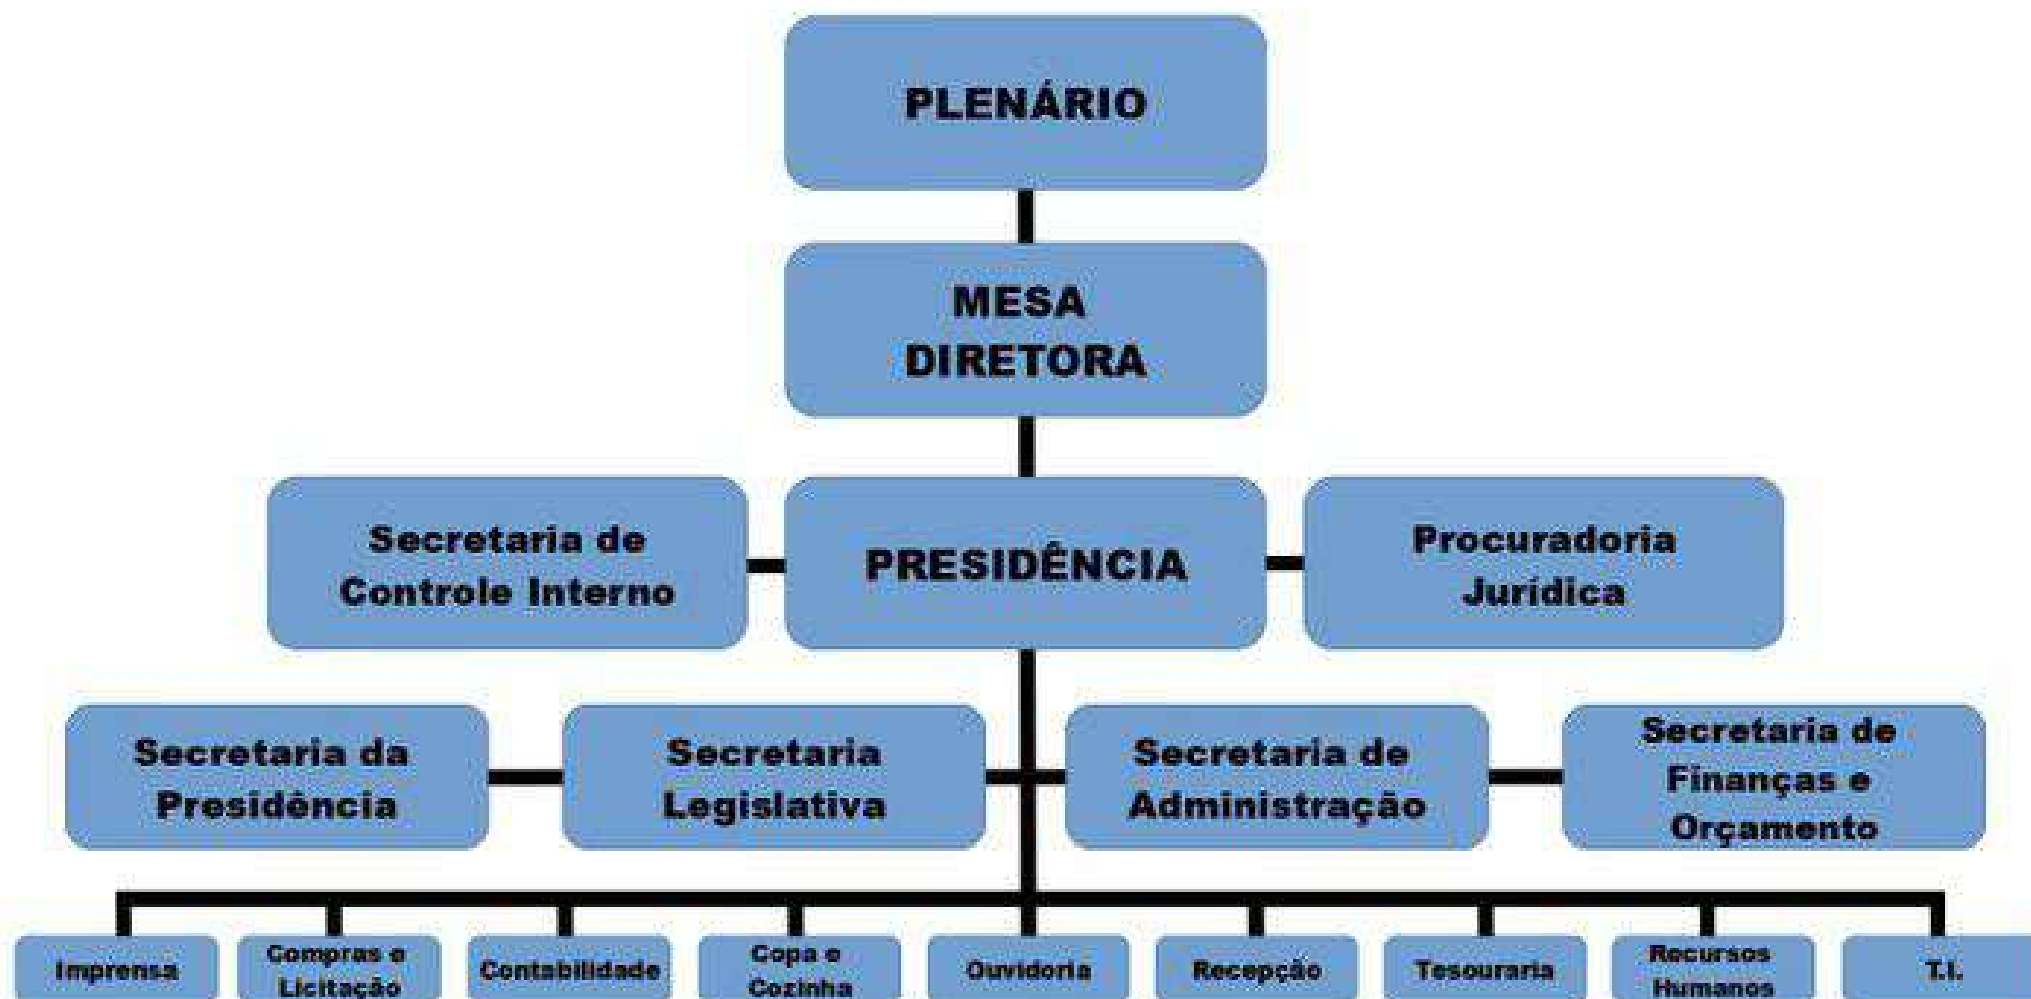 PLENÁRIO
MESA
DIRETORA
Secretaria de
Controle Interno
PRESIDÊNCIA
Procuradoria
Jurídica
Secretaria da
Presidência
Secretaria
Legislativa
Secretaria de
Administração
Secretaria de
Finanças e
Orçamento
Imprensa
Compras e
Licitação
Contabilidade
Copa e
Cozinha
Ouvidoria
Recepção
Tesouraria
Recursos
Humanos
T.I.